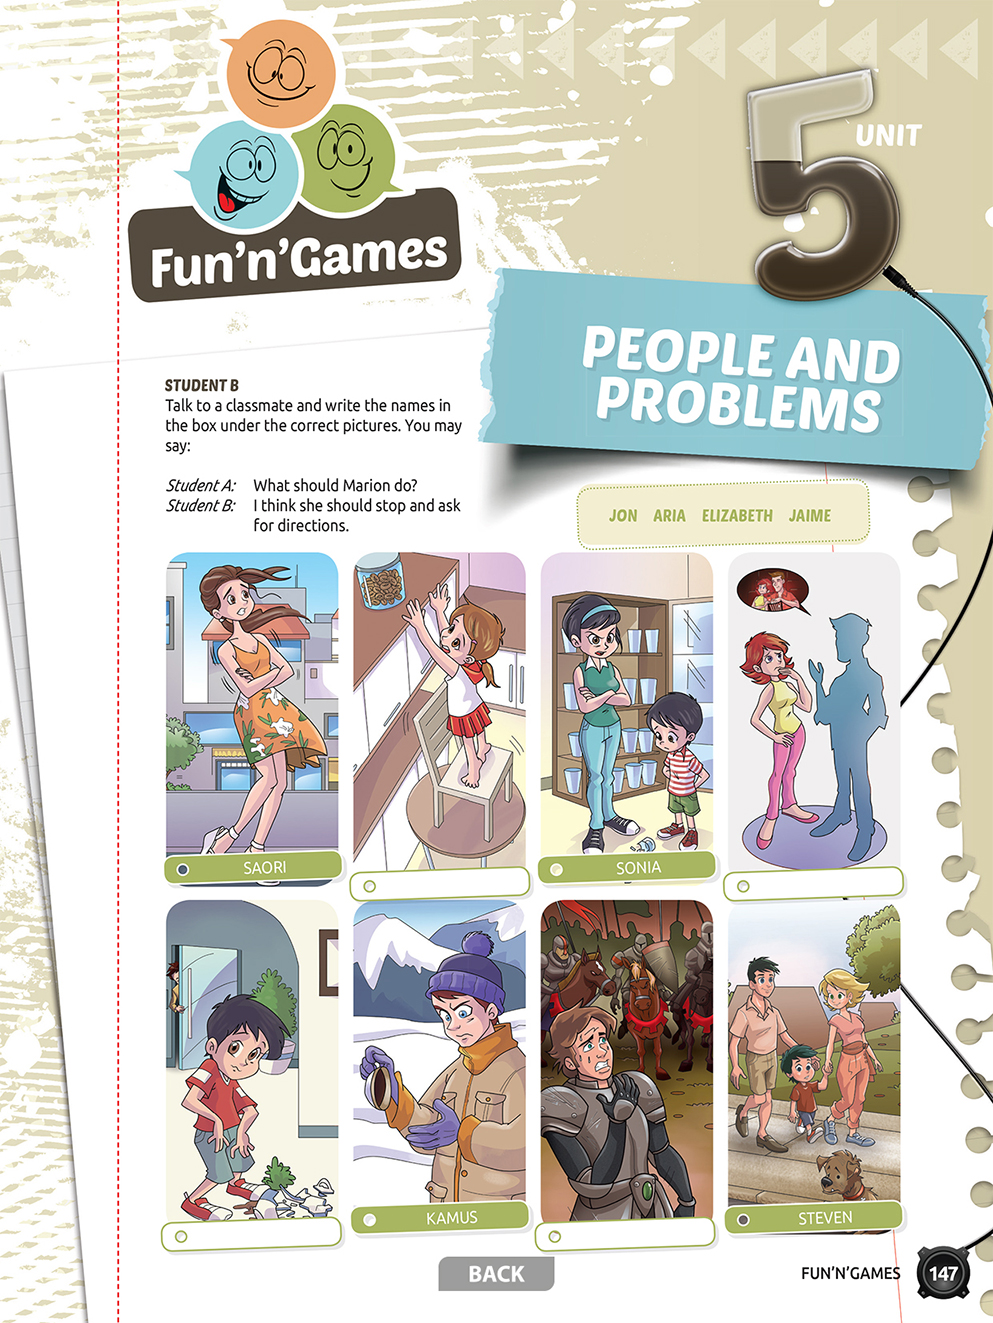 Fun'n'Games
5
UNIT
PEOPLE AND
PROBLEMS
STUDENT B
Talk to a classmate and write the names in
the box under the correct pictures. You may
say:
Student A: What should Marion do?
Student B: I think she should stop and ask
for directions.
JON ARIA ELIZABETH JAIME
SAORI
SONIA
KAMUS
STEVEN
BACK
FUN'N'GAMES 147